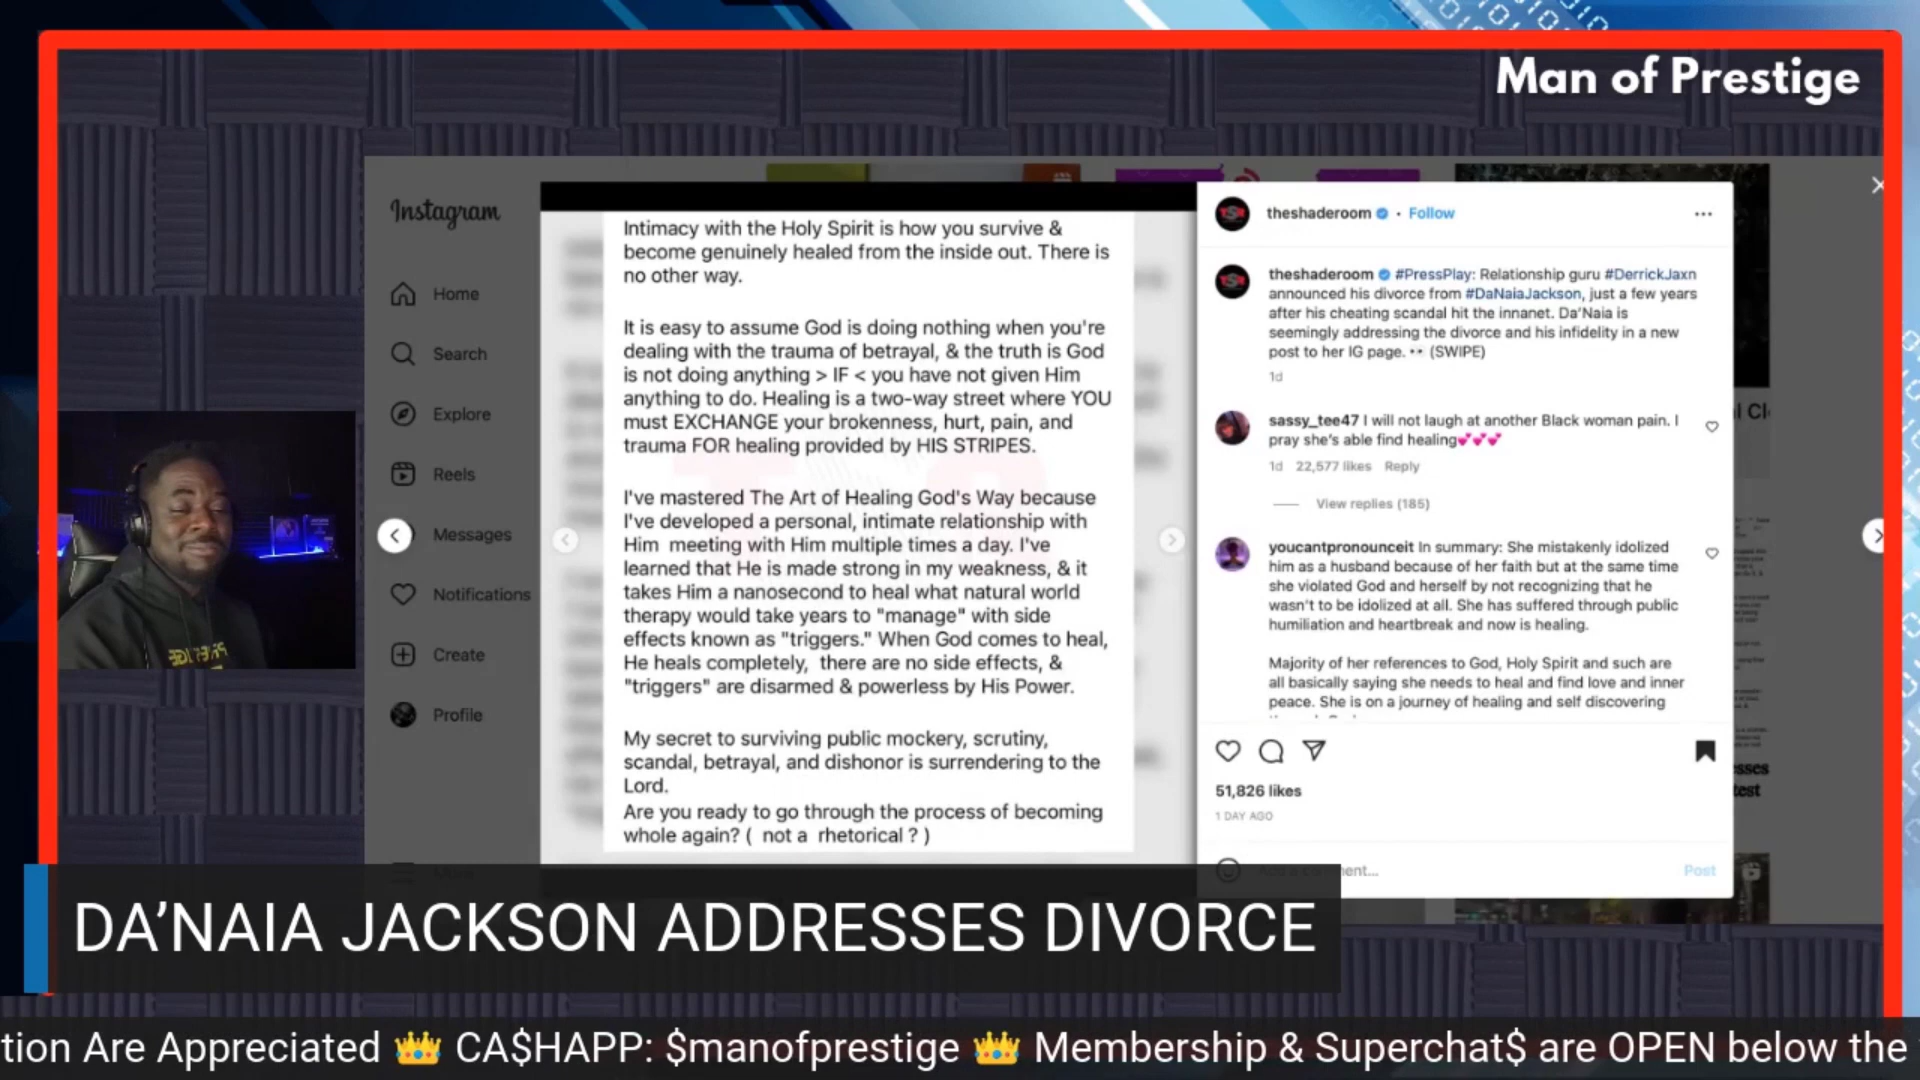 Man of Prestige
Instagram
Home
Search
Explore
Reels
Messages
Notifications
Create
Profile
Intimacy with the Holy Spirit is how you survive &
become genuinely healed from the inside out. There is
no other way.
It is easy to assume God is doing nothing when you're
dealing with the trauma of betrayal, & the truth is God
is not doing anything > IF < you have not given Him
anything to do. Healing is a two-way street where YOU
must EXCHANGE your brokenness, hurt, pain, and
trauma FOR healing provided by HIS STRIPES.
I've mastered The Art of Healing God's Way because
I've developed a personal, intimate relationship with
Him meeting with Him multiple times a day. I've
learned that He is made strong in my weakness, & it
takes Him a nanosecond to heal what natural world
therapy would take years to "manage" with side
effects known as "triggers." When God comes to heal,
He heals completely, there are no side effects, &
"triggers" are disarmed & powerless by His Power.
My secret to surviving public mockery, scrutiny,
scandal, betrayal, and dishonor is surrendering to the
Lord.
Are you ready to go through the process of becoming
whole again? ( not a rhetorical ? )
theshaderoom • Follow
theshaderoom #PressPlay: Relationship guru #DerrickJaxn
announced his divorce from #DaNaiaJackson, just a few years
after his cheating scandal hit the innanet. Da'Naia is
seemingly addressing the divorce and his infidelity in a new
post to her IG page. 👀 (SWIPE)
1d
sassy_tee47 I will not laugh at another Black woman pain. I
pray she's able find healing💕💕💕
1d 22,577 likes Reply
View replies (185)
youcantpronounceit In summary: She mistakenly idolized
him as a husband because of her faith but at the same time
she violated God and herself by not recognizing that he
wasn't to be idolized at all. She has suffered through public
humiliation and heartbreak and now is healing.
Majority of her references to God, Holy Spirit and such are
all basically saying she needs to heal and find love and inner
peace. She is on a journey of healing and self discovering
51,826 likes
1 DAY AGO
Post
DA'NAIA JACKSON ADDRESSES DIVORCE
tion Are Appreciated 👑 CA$HAPP: $manofprestige 👑 Membership & Superchat$ are OPEN below the